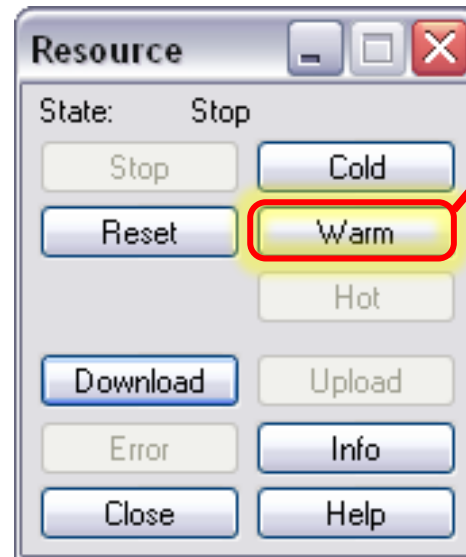 Resource
State: Stop
Stop Cold
Reset Warm
Hot
Download Upload
Error Info
Close Help